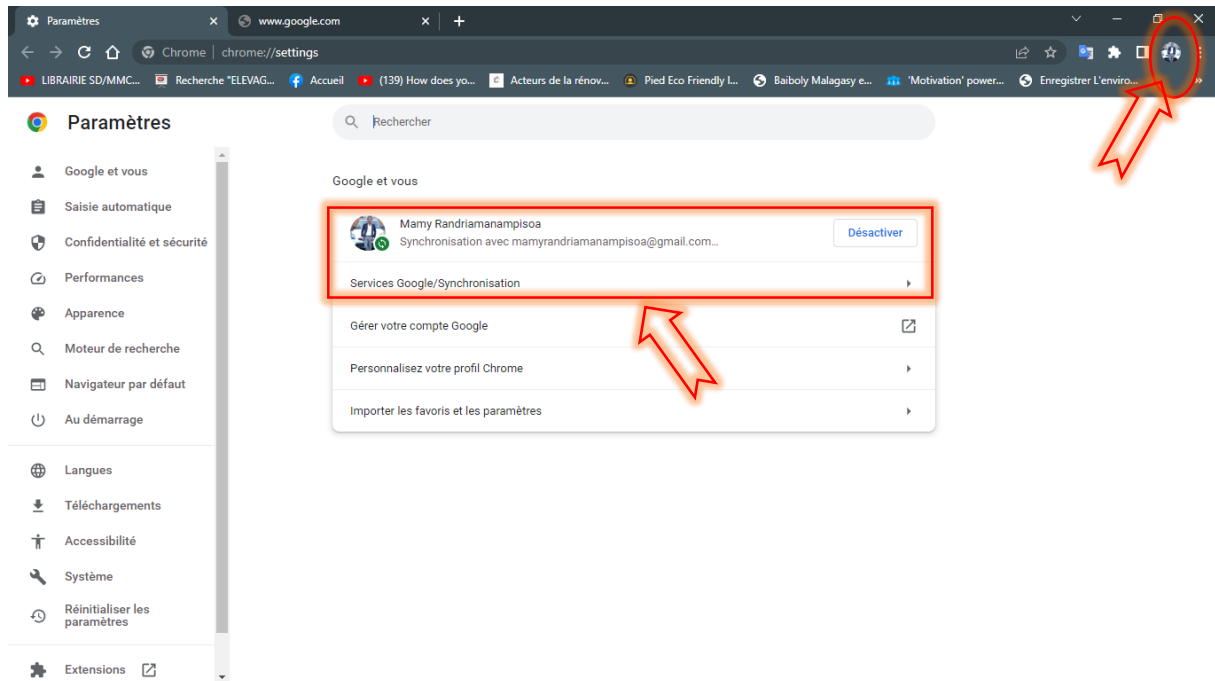 Paramètres
www.google.com
Chrome | chrome://settings
LIBRAIRIE SD/MMC...
Recherche "ELEVAG...
Accueil
(139) How does yo...
Acteurs de la rénov...
Pied Eco Friendly l...
Baiboly Malagasy e...
'Motivation' power...
Enregistrer L'enviro...
»
Paramètres
Rechercher
Google et vous
Saisie automatique
Confidentialité et sécurité
Performances
Apparence
Moteur de recherche
Navigateur par défaut
Au démarrage
Langues
Téléchargements
Accessibilité
Système
Réinitialiser les
paramètres
Extensions
Google et vous
Mamy Randriamanampisoa
Synchronisation avec mamyrandriamanampisoa@gmail.com...
Désactiver
Services Google/Synchronisation
Gérer votre compte Google
Personnalisez votre profil Chrome
Importer les favoris et les paramètres